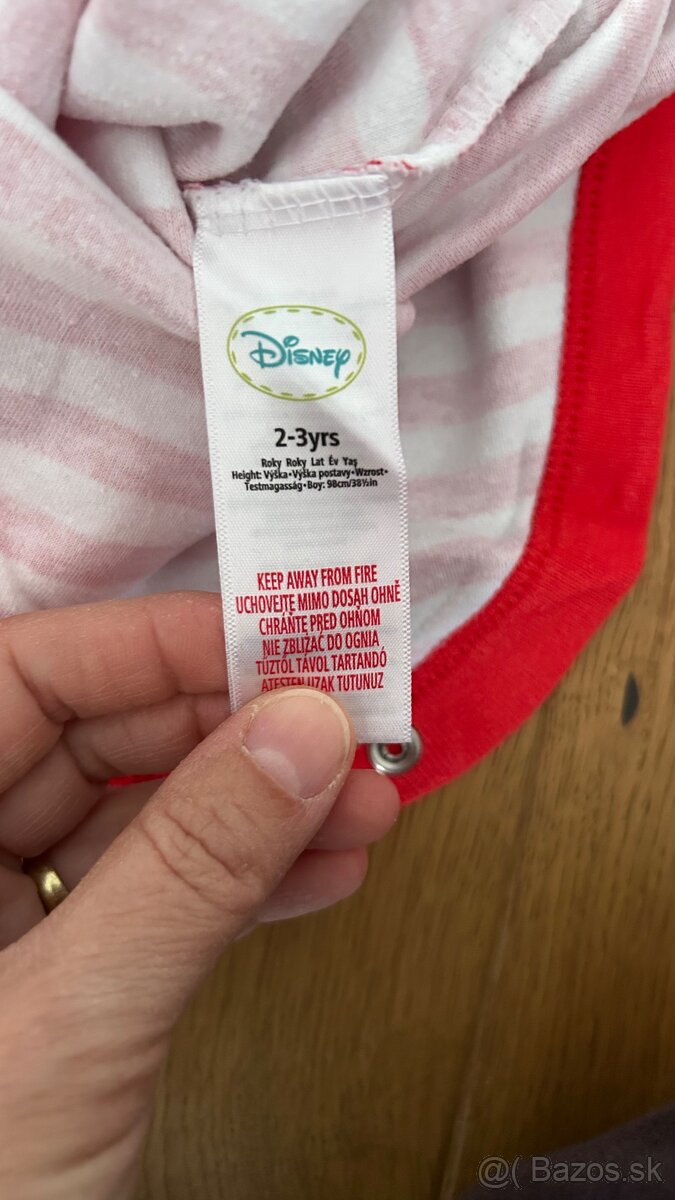 Disney
2-3yrs
Roky Roky Lat Év Yaş
Height: Výška•Výška postavy•Wzrost•
Testmagasság•Boy: 98cm/38½in
KEEP AWAY FROM FIRE
UCHOVEJTE MIMO DOSAH OHNĚ
CHRÁŇTE PRED OHŇOM
NIE ZBLIŻAĆ DO OGNIA
TŰZTŐL TÁVOL TARTANDÓ
ATEŞTEN UZAK TUTUNUZ
@( Bazos.sk